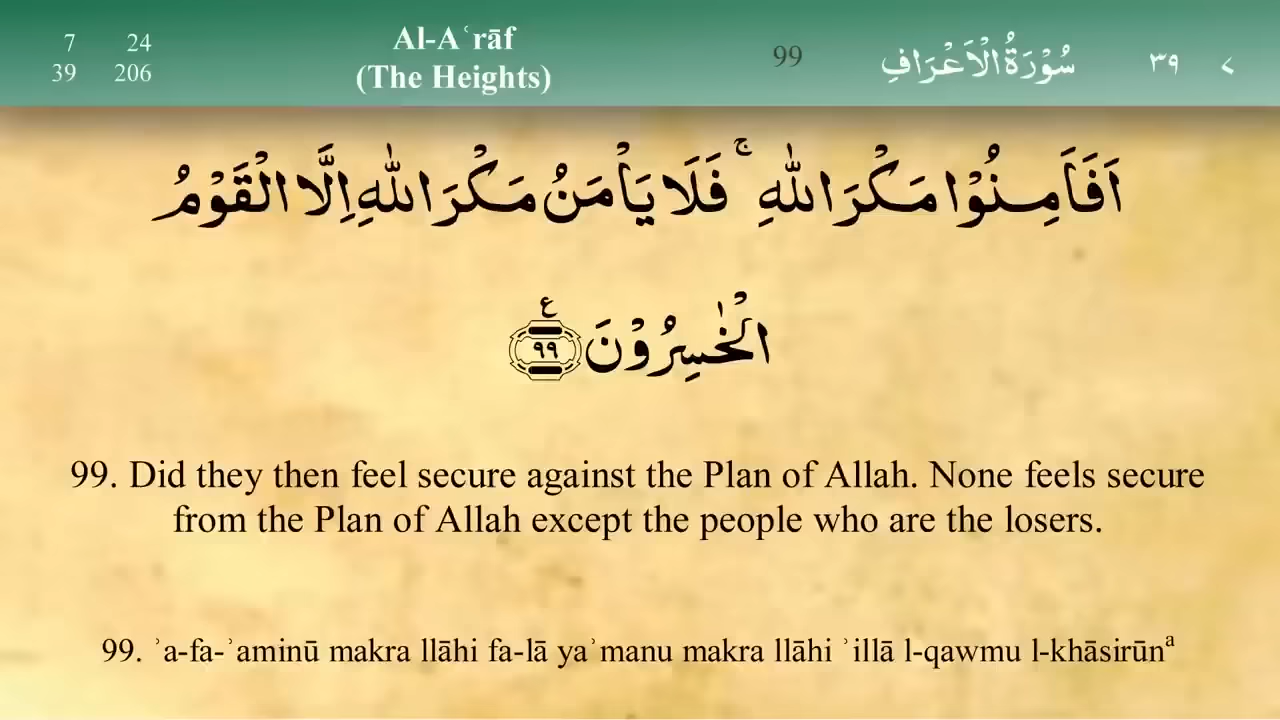 7 24
39 206
Al-Aʿrāf
(The Heights)
99
سُوْرَةُ الْاَعْرَافِ
٣٩
٧
اَفَاَمِنُوْا مَكْرَ اللّٰهِ ۚ فَلَا يَاْمَنُ مَكْرَ اللّٰهِ اِلَّا الْقَوْمُ
الْخٰسِرُوْنَ ࣖ ٩٩
99. Did they then feel secure against the Plan of Allah. None feels secure
from the Plan of Allah except the people who are the losers.
99. ʾa-fa-ʾaminū makra llāhi fa-lā yaʾmanu makra llāhi ʾillā l-qawmu l-khāsirūnᵃ